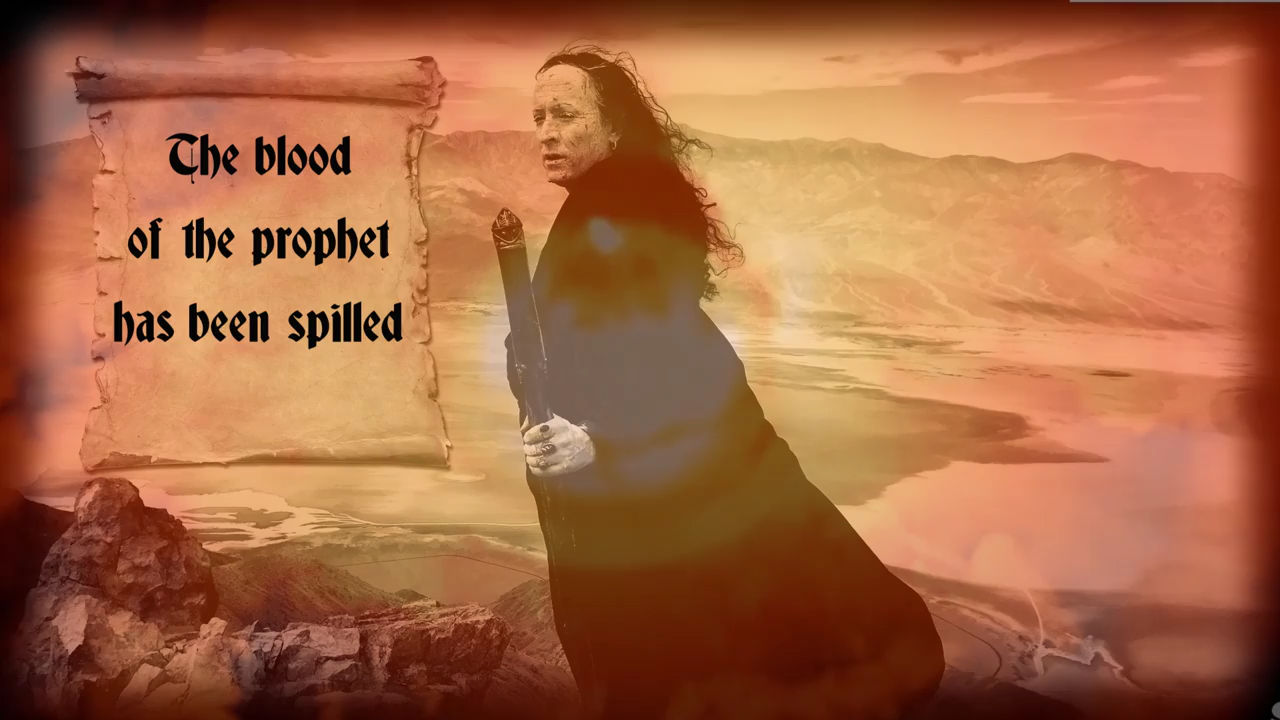 The blood
of the prophet
has been spilled